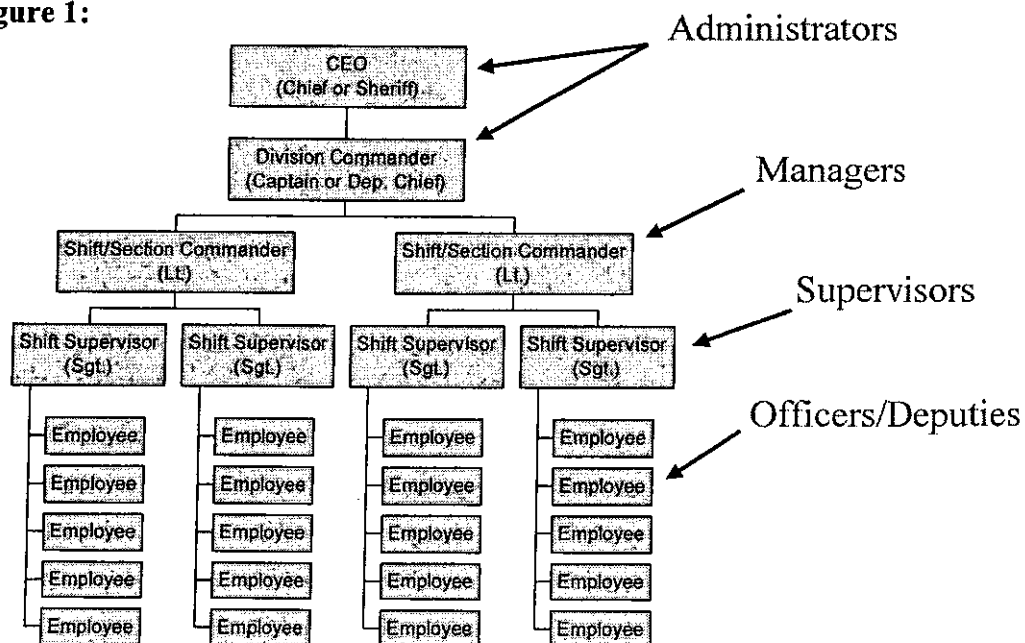 gure 1:
Administrators
CEO
(Chief or Sheriff)
Division Commander
(Captain or Dep. Chief)
Managers
Shift/Section Commander
(Lt.)
Shift/Section Commander
(Lt.)
Supervisors
Shift Supervisor
(Sgt.)
Shift Supervisor
(Sgt.)
Shift Supervisor
(Sgt.)
Shift Supervisor
(Sgt.)
Officers/Deputies
Employee Employee Employee Employee
Employee Employee Employee Employee
Employee Employee Employee Employee
Employee Employee Employee Employee
Employee Employee Employee Employee